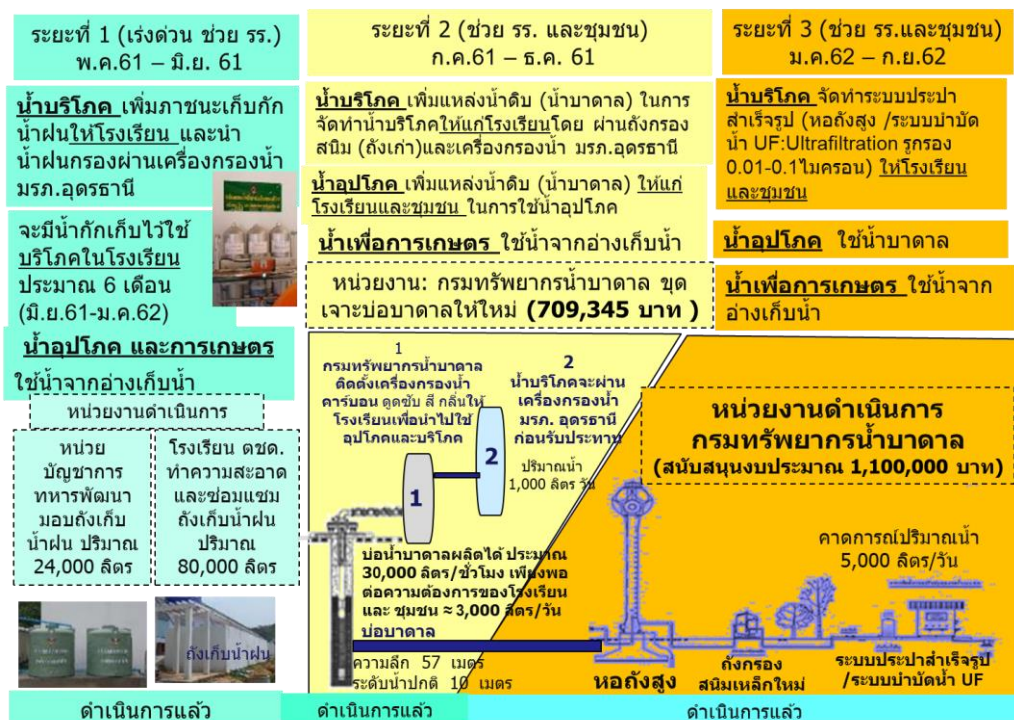 ระยะที่ 1 (เร่งด่วน ช่วย รร.)
พ.ค.61 – มิ.ย. 61
น้ำบริโภค เพิ่มภาชนะเก็บกัก
น้ำฝนให้โรงเรียน และนำ
น้ำฝนกรองผ่านเครื่องกรองน้ำ
มรภ.อุดรธานี
จะมีน้ำกักเก็บไว้ใช้
บริโภคในโรงเรียน
ประมาณ 6 เดือน
(มิ.ย.61-ม.ค.62)
น้ำอุปโภค และการเกษตร
ใช้น้ำจากอ่างเก็บน้ำ
หน่วยงานดำเนินการ
หน่วย
บัญชาการ
ทหารพัฒนา
มอบถังเก็บ
น้ำฝน ปริมาณ
24,000 ลิตร
โรงเรียน ตชด.
ทำความสะอาด
และซ่อมแซม
ถังเก็บน้ำฝน
ปริมาณ
80,000 ลิตร
ถังเก็บน้ำฝน
ดำเนินการแล้ว
ระยะที่ 2 (ช่วย รร. และชุมชน)
ก.ค.61 – ธ.ค. 61
น้ำบริโภค เพิ่มแหล่งน้ำดิบ (น้ำบาดาล) ในการ
จัดทำน้ำบริโภคให้แก่โรงเรียนโดย ผ่านถังกรอง
สนิม (ถังเก่า)และเครื่องกรองน้ำ มรภ.อุดรธานี
น้ำอุปโภค เพิ่มแหล่งน้ำดิบ (น้ำบาดาล) ให้แก่
โรงเรียนและชุมชน ในการใช้น้ำอุปโภค
น้ำเพื่อการเกษตร ใช้น้ำจากอ่างเก็บน้ำ
หน่วยงาน: กรมทรัพยากรน้ำบาดาล ขุด
เจาะบ่อบาดาลให้ใหม่ (709,345 บาท )
1
กรมทรัพยากรน้ำบาดาล
ติดตั้งเครื่องกรองน้ำ
คาร์บอน ดูดซับ สี กลิ่นให้
โรงเรียนเพื่อนำไปใช้
อุปโภคและบริโภค
2
น้ำบริโภคจะผ่าน
เครื่องกรองน้ำ
มรภ. อุดรธานี
ก่อนรับประทาน
ปริมาณน้ำ
1,000 ลิตร วัน
1
2
บ่อน้ำบาดาลผลิตได้ ประมาณ
30,000 ลิตร/ชั่วโมง เพียงพอ
ต่อความต้องการของโรงเรียน
และ ชุมชน ≈ 3,000 ลิตร/วัน
บ่อบาดาล
ความลึก 57 เมตร
ระดับน้ำปกติ 10 เมตร
ดำเนินการแล้ว
ระยะที่ 3 (ช่วย รร.และชุมชน)
ม.ค.62 – ก.ย.62
น้ำบริโภค จัดทำระบบประปา
สำเร็จรูป (หอถังสูง /ระบบบำบัด
น้ำ UF:Ultrafiltration รูกรอง
0.01-0.1ไมครอน) ให้โรงเรียน
และชุมชน
น้ำอุปโภค ใช้น้ำบาดาล
น้ำเพื่อการเกษตร ใช้น้ำจาก
อ่างเก็บน้ำ
หน่วยงานดำเนินการ
กรมทรัพยากรน้ำบาดาล
(สนับสนุนงบประมาณ 1,100,000 บาท)
คาดการณ์ปริมาณน้ำ
5,000 ลิตร/วัน
หอถังสูง
ถังกรอง
สนิมเหล็กใหม่
ระบบประปาสำเร็จรูป
/ระบบบำบัดน้ำ UF
ดำเนินการแล้ว